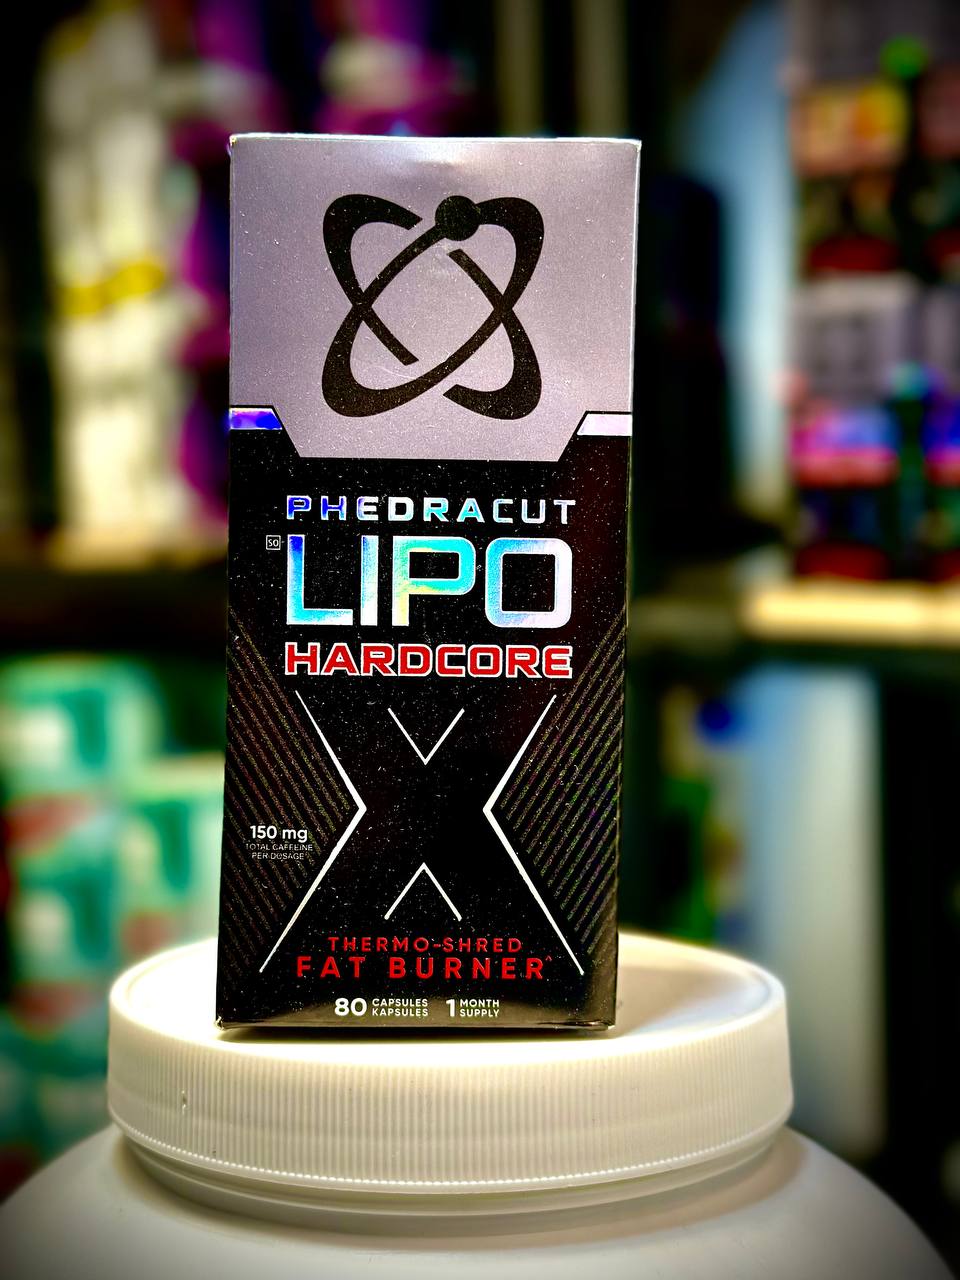 PHEDRACUT
S0
LIPO
HARDCORE
X
150 mg
TOTAL CAFFEINE
PER DOSAGE
THERMO-SHRED
FAT BURNER^
80 CAPSULES
KAPSULES
1 MONTH
SUPPLY